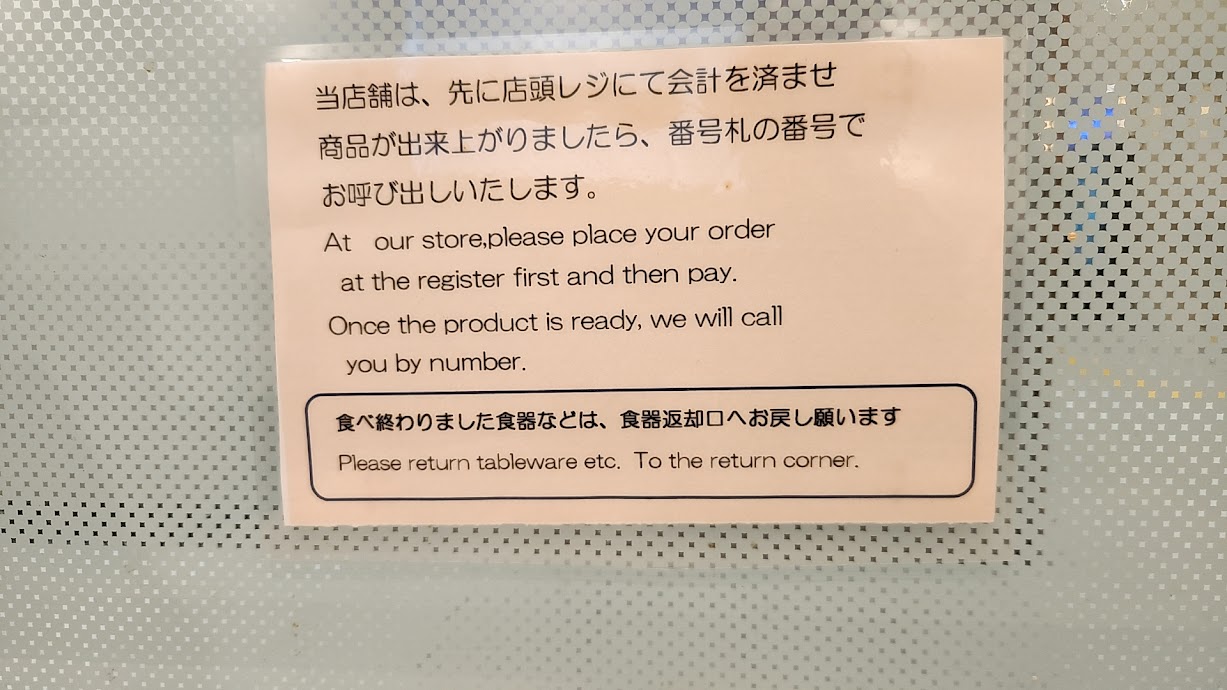 当店舗は、先に店頭レジにて会計を済ませ
商品が出来上がりましたら、番号札の番号で
お呼び出しいたします。
At our store,please place your order
at the register first and then pay.
Once the product is ready, we will call
you by number.
食べ終わりました食器などは、食器返却口へお戻し願います
Please return tableware etc. To the return corner.